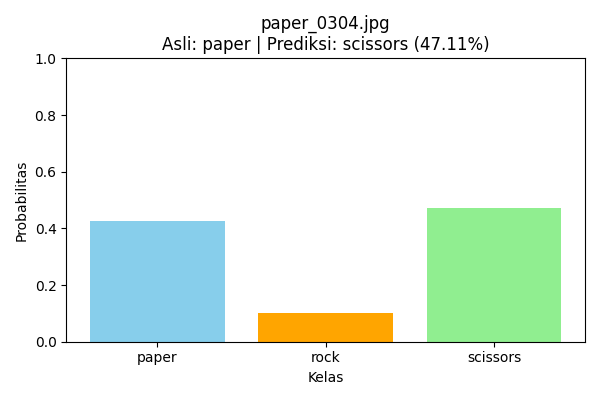 paper_0304.jpg
Asli: paper | Prediksi: scissors (47.11%)
1.0
0.8
0.6
0.4
0.2
0.0
Probabilitas
paper rock scissors
Kelas